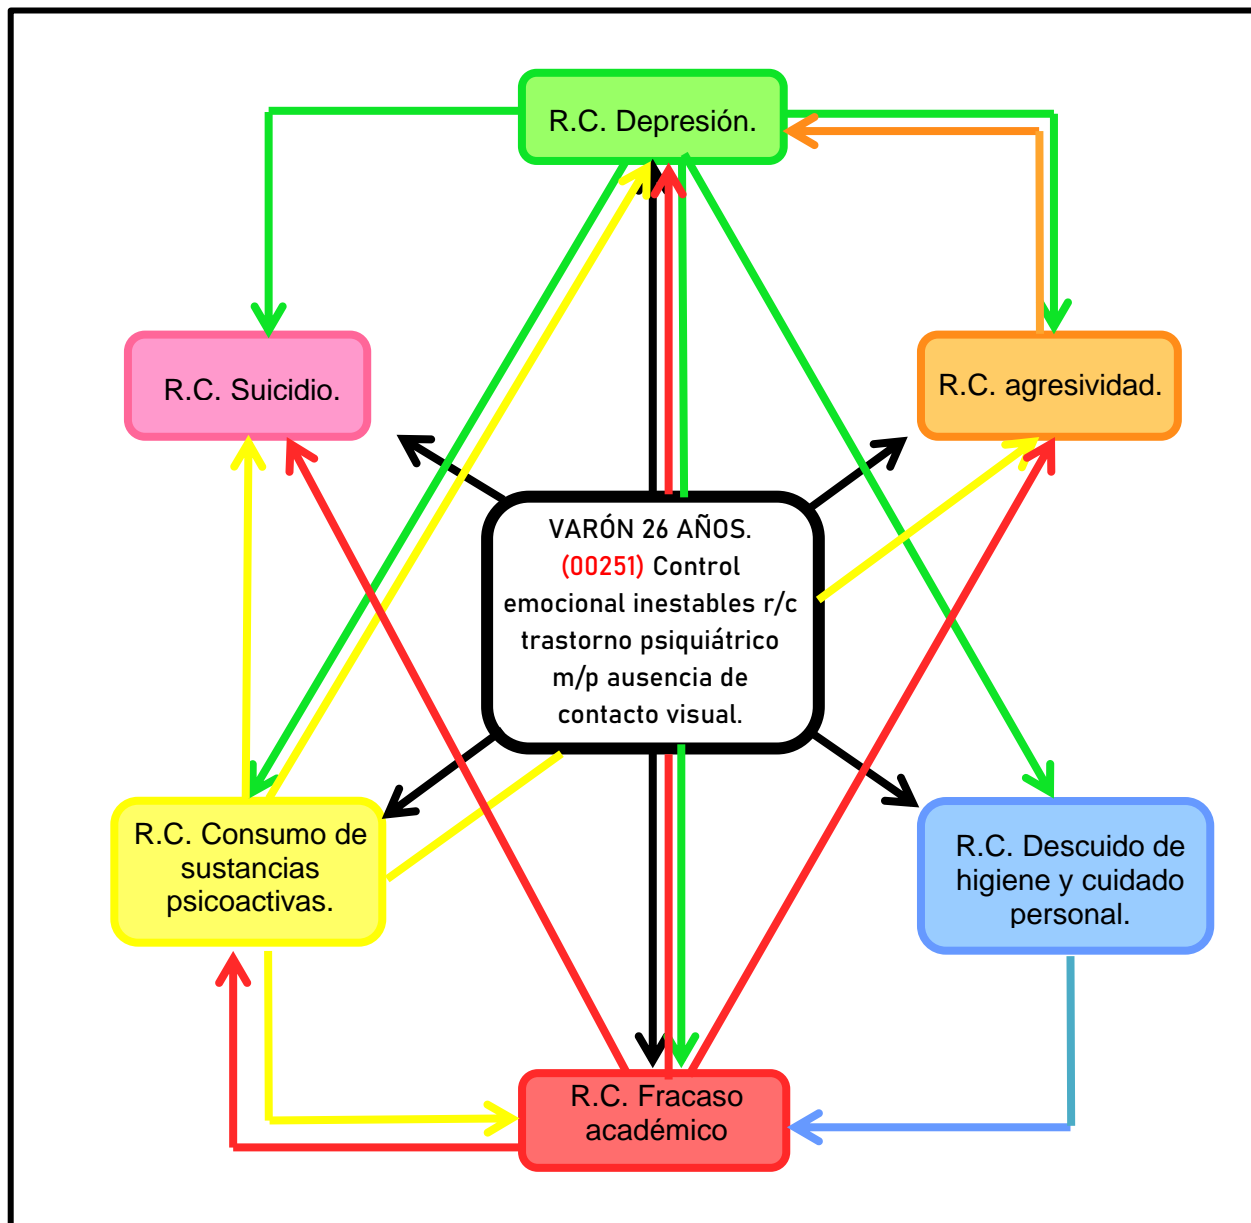 R.C. Depresión.
R.C. Suicidio.
R.C. agresividad.
VARÓN 26 AÑOS.
(00251) Control
emocional inestables r/c
trastorno psiquiátrico
m/p ausencia de
contacto visual.
R.C. Consumo de
sustancias
psicoactivas.
R.C. Descuido de
higiene y cuidado
personal.
R.C. Fracaso
académico